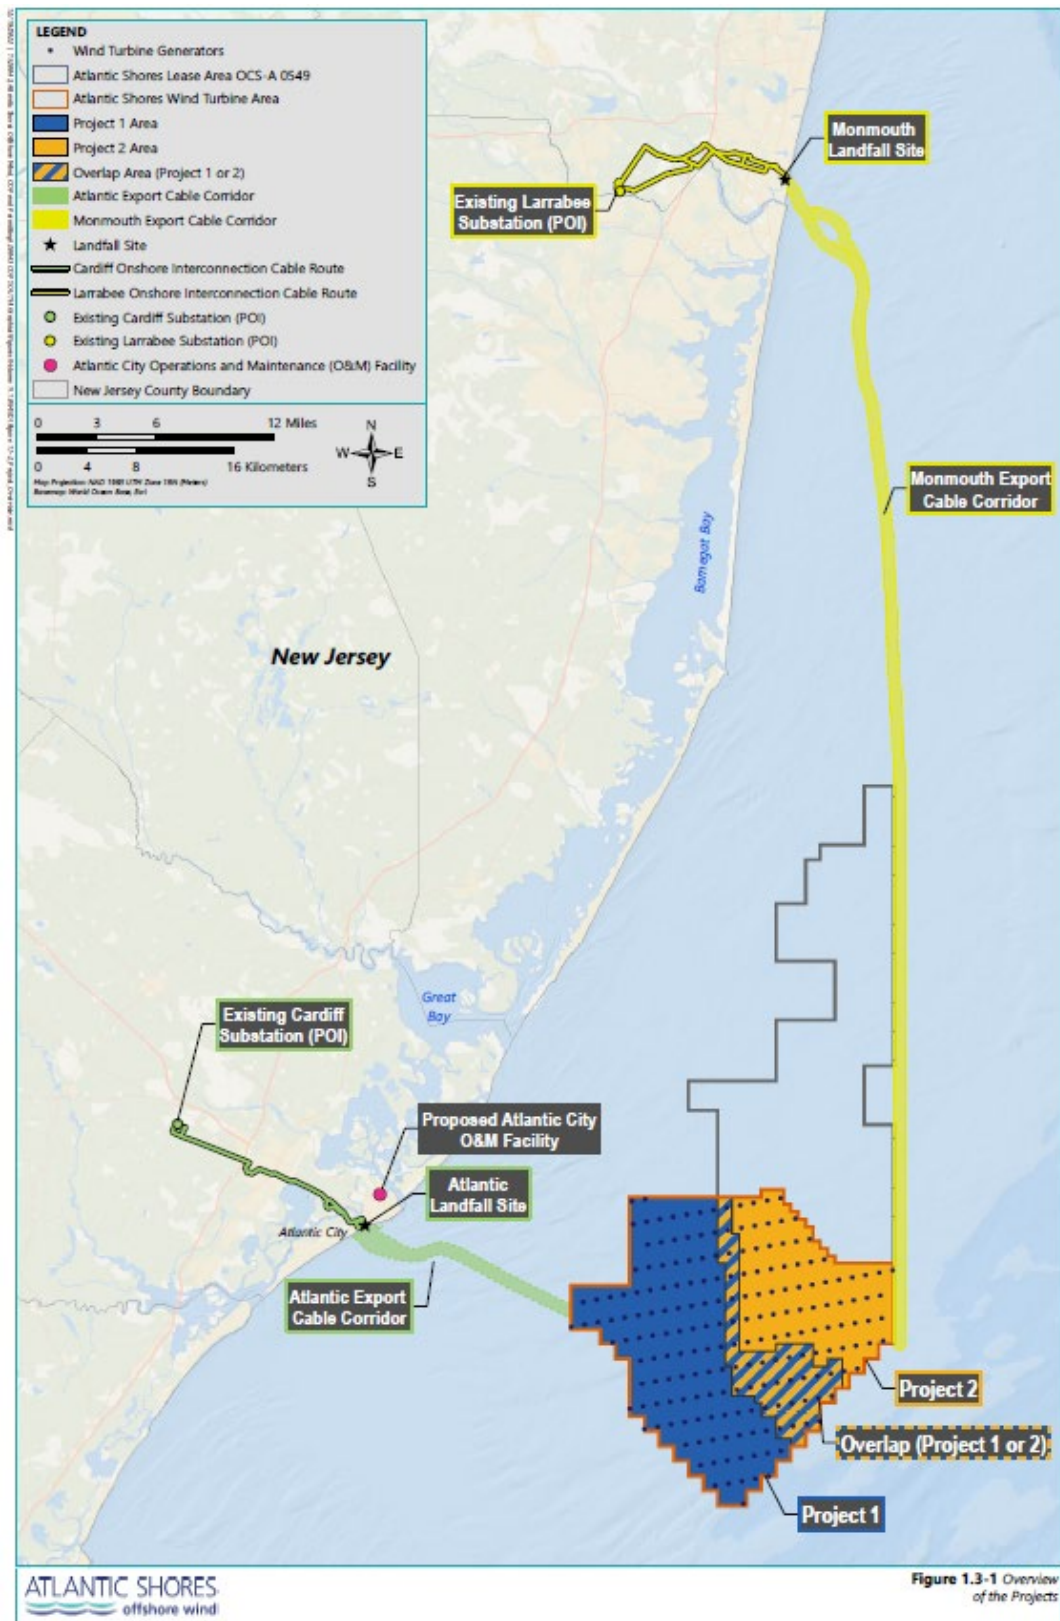 LEGEND
Wind Turbine Generators
Atlantic Shores Lease Area OCS-A 0549
Atlantic Shores Wind Turbine Area
Project 1 Area
Project 2 Area
Overlap Area (Project 1 or 2)
Atlantic Export Cable Corridor
Monmouth Export Cable Corridor
Landfall Site
Cardiff Onshore Interconnection Cable Route
Larrabee Onshore Interconnection Cable Route
Existing Cardiff Substation (POI)
Existing Larrabee Substation (POI)
Atlantic City Operations and Maintenance (O&M) Facility
New Jersey County Boundary
0 3 6 12 Miles
0 4 8 16 Kilometers
N
W E
S
Basemap: World Ocean Base, Esri
Monmouth
Landfall Site
Existing Larrabee
Substation (POI)
Monmouth Export
Cable Corridor
Barnegat Bay
New Jersey
Great
Bay
Existing Cardiff
Substation (POI)
Proposed Atlantic City
O&M Facility
Atlantic
Landfall Site
Atlantic City
Atlantic Export
Cable Corridor
Project 2
Overlap (Project 1 or 2)
Project 1
ATLANTIC SHORES
offshore wind
Figure 1.3-1 Overview
of the Projects